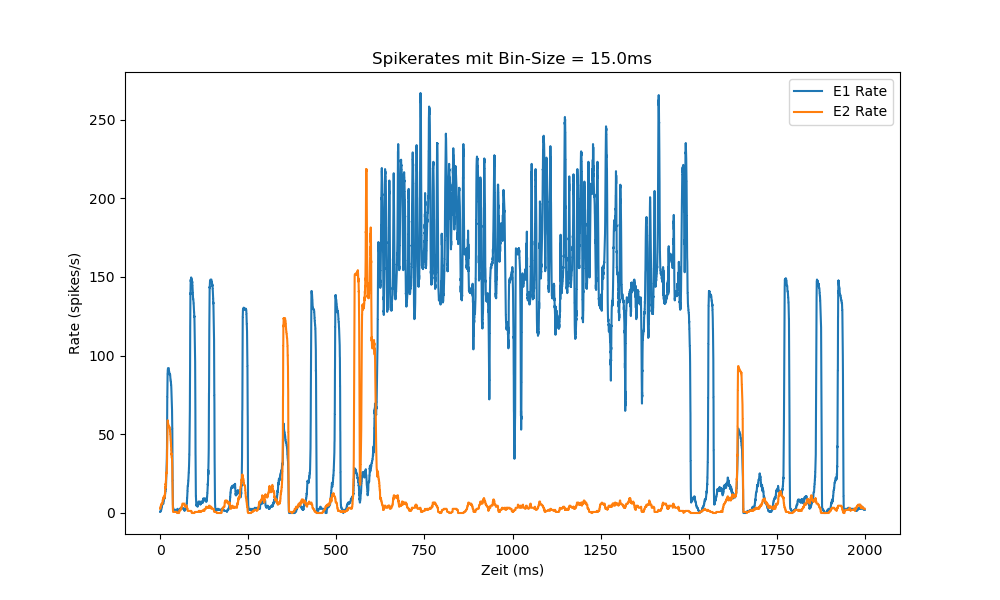 Spikerates mit Bin-Size = 15.0ms
E1 Rate
E2 Rate
Rate (spikes/s)
250
200
150
100
50
0
0 250 500 750 1000 1250 1500 1750 2000
Zeit (ms)